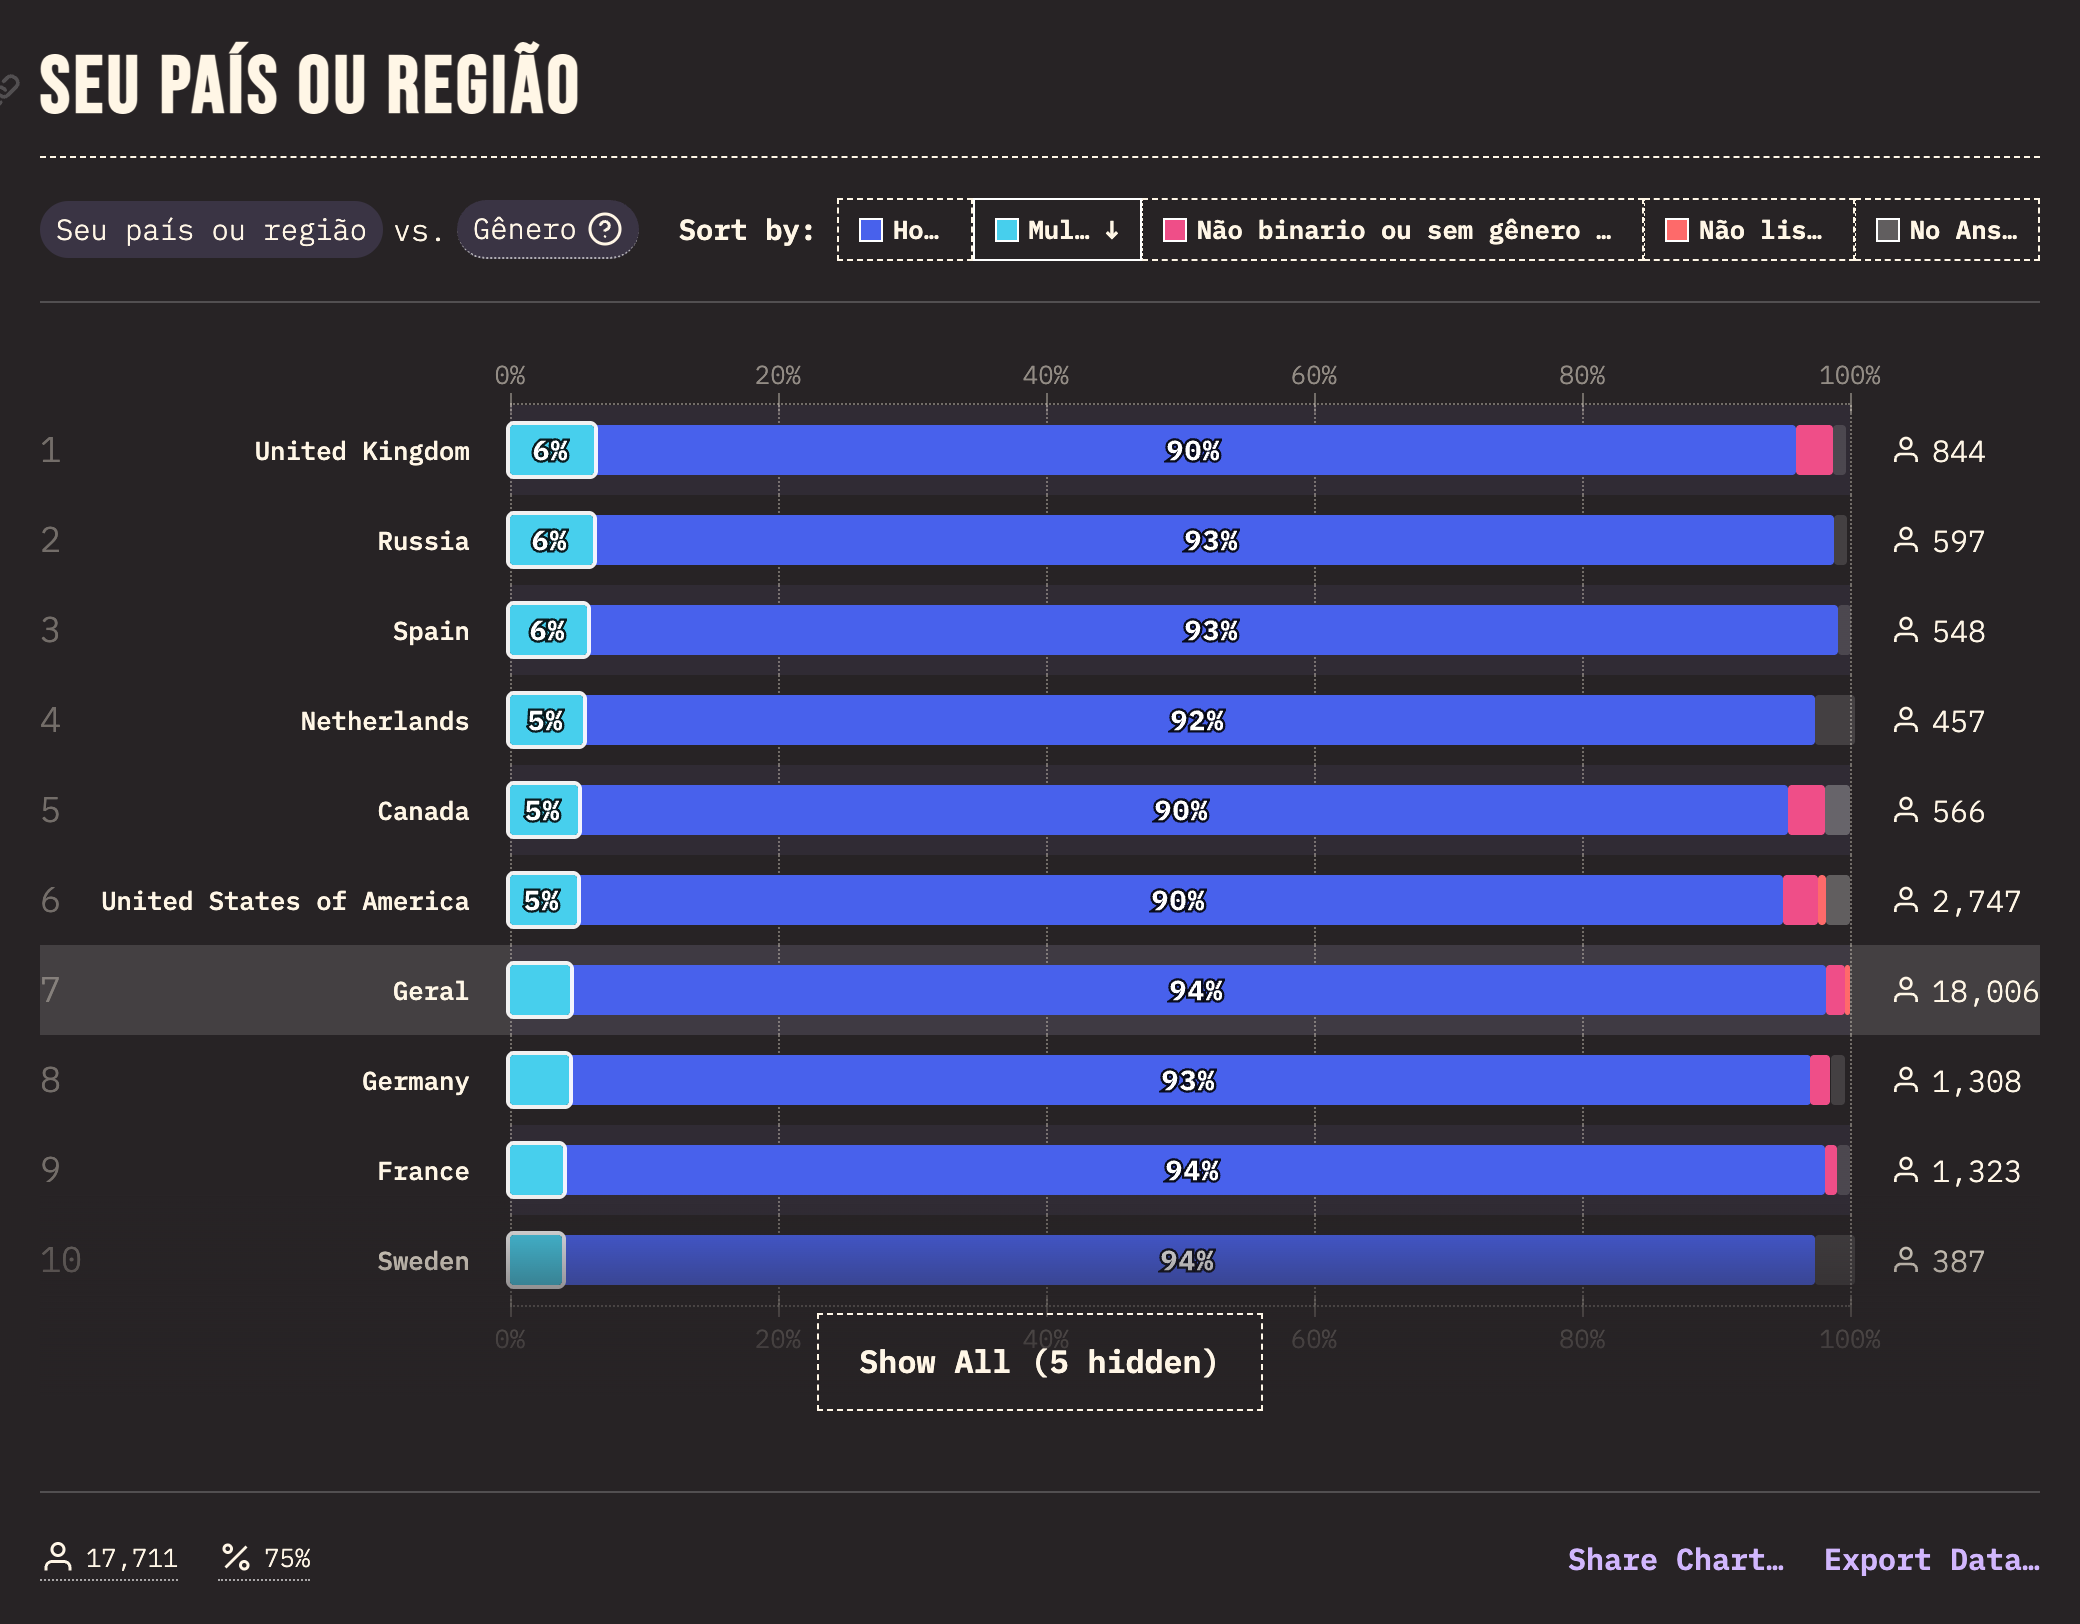 SEU PAÍS OU REGIÃO
Seu país ou região vs. Gênero Sort by: Ho… Mul… ↓ Não binario ou sem gênero … Não lis… No Ans…
0% 20% 40% 60% 80% 100%
1 United Kingdom 6% 90% 844
2 Russia 6% 93% 597
3 Spain 6% 93% 548
4 Netherlands 5% 92% 457
5 Canada 5% 90% 566
6 United States of America 5% 90% 2,747
7 Geral 94% 18,006
8 Germany 93% 1,308
9 France 94% 1,323
10 Sweden 94% 387
0% 20% 40% 60% 80% 100%
Show All (5 hidden)
17,711 75% Share Chart… Export Data…